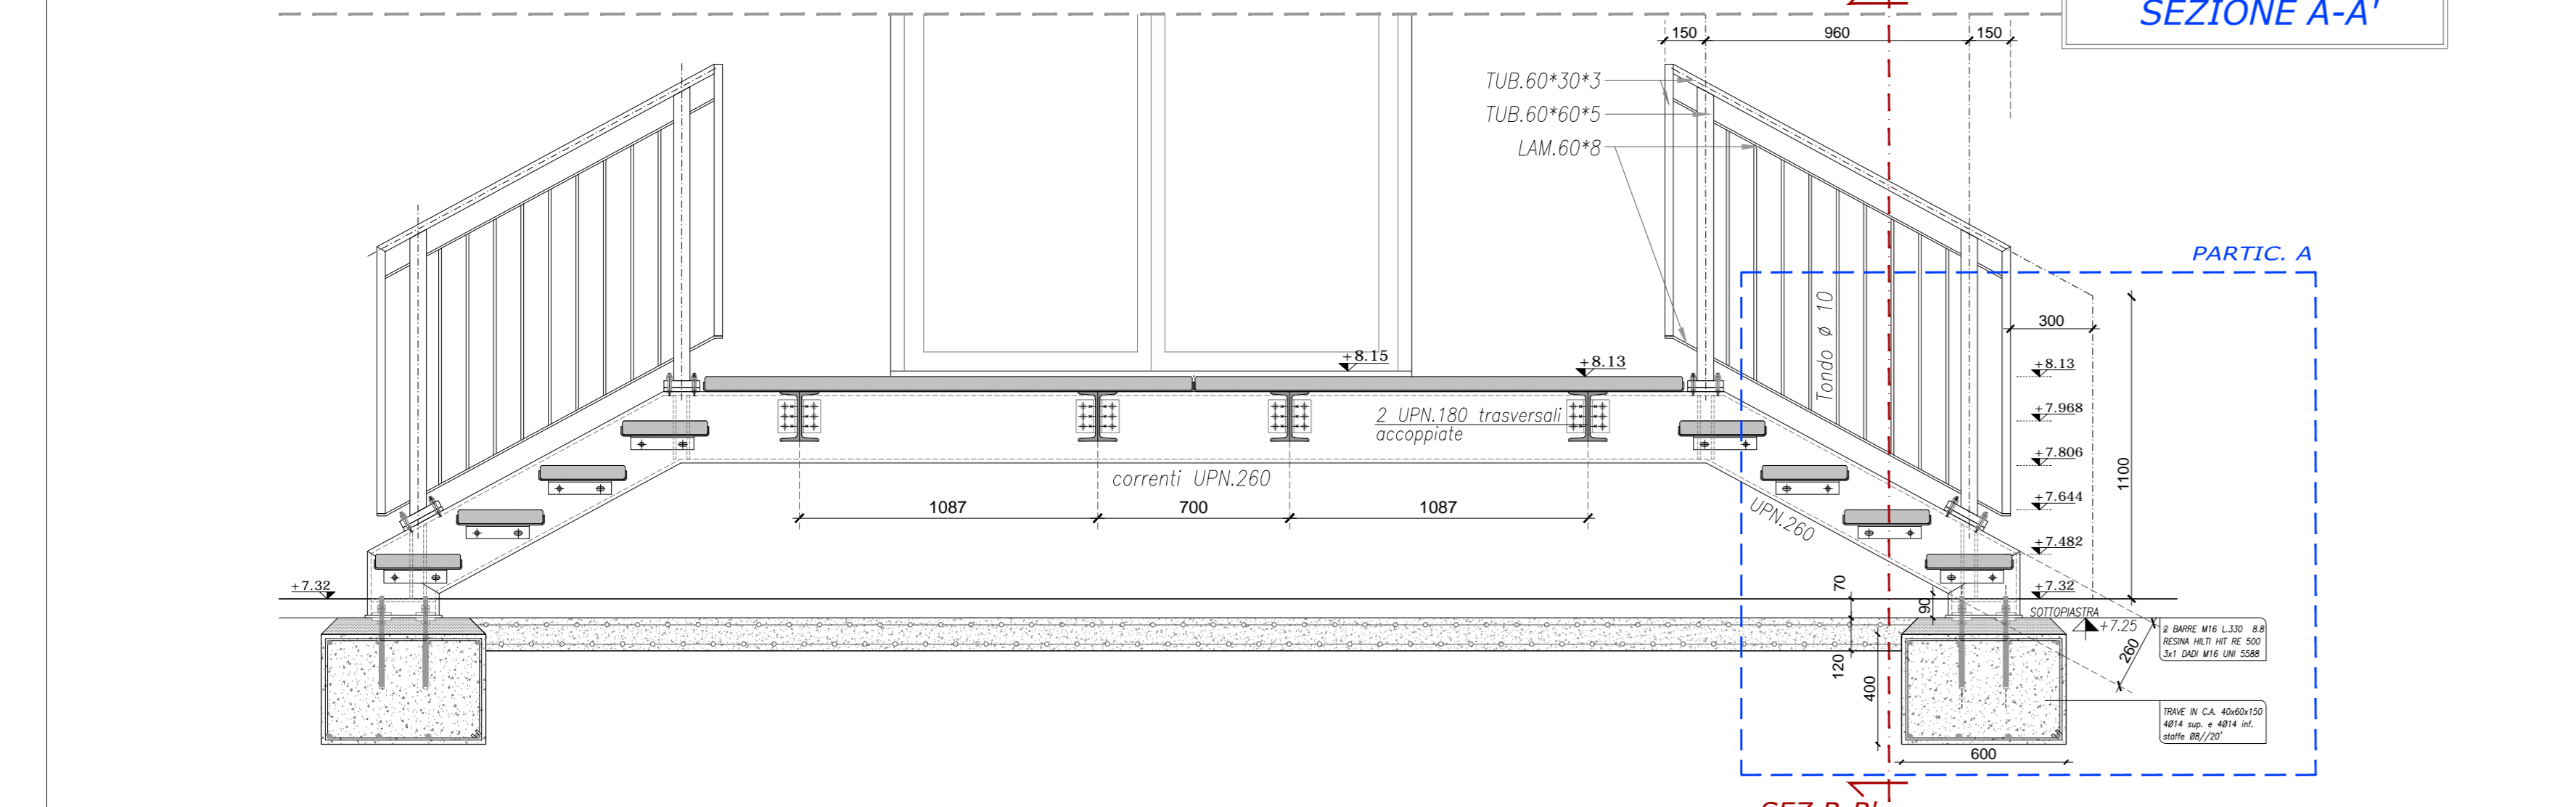 SEZIONE A-A'
150
960
150
TUB.60*30*3
TUB.60*60*5
LAM.60*8
PARTIC. A
Tondo ø 10
300
+8.15
+8.13
+8.13
+7.968
+7.806
+7.644
+7.482
+7.32
1100
2 UPN.180 trasversali
accoppiate
correnti UPN.260
UPN.260
1087
700
1087
+7.32
70
90
SOTTOPIASTRA
+7.25
120
400
260
2 BARRE M16 L.330 8.8
RESINA HILTI HIT RE 500
3x1 DADI M16 UNI 5588
TRAVE IN C.A. 40x60x150
4Ø14 sup. e 4Ø14 inf.
staffe Ø8//20'
600
SEZ.B-B'